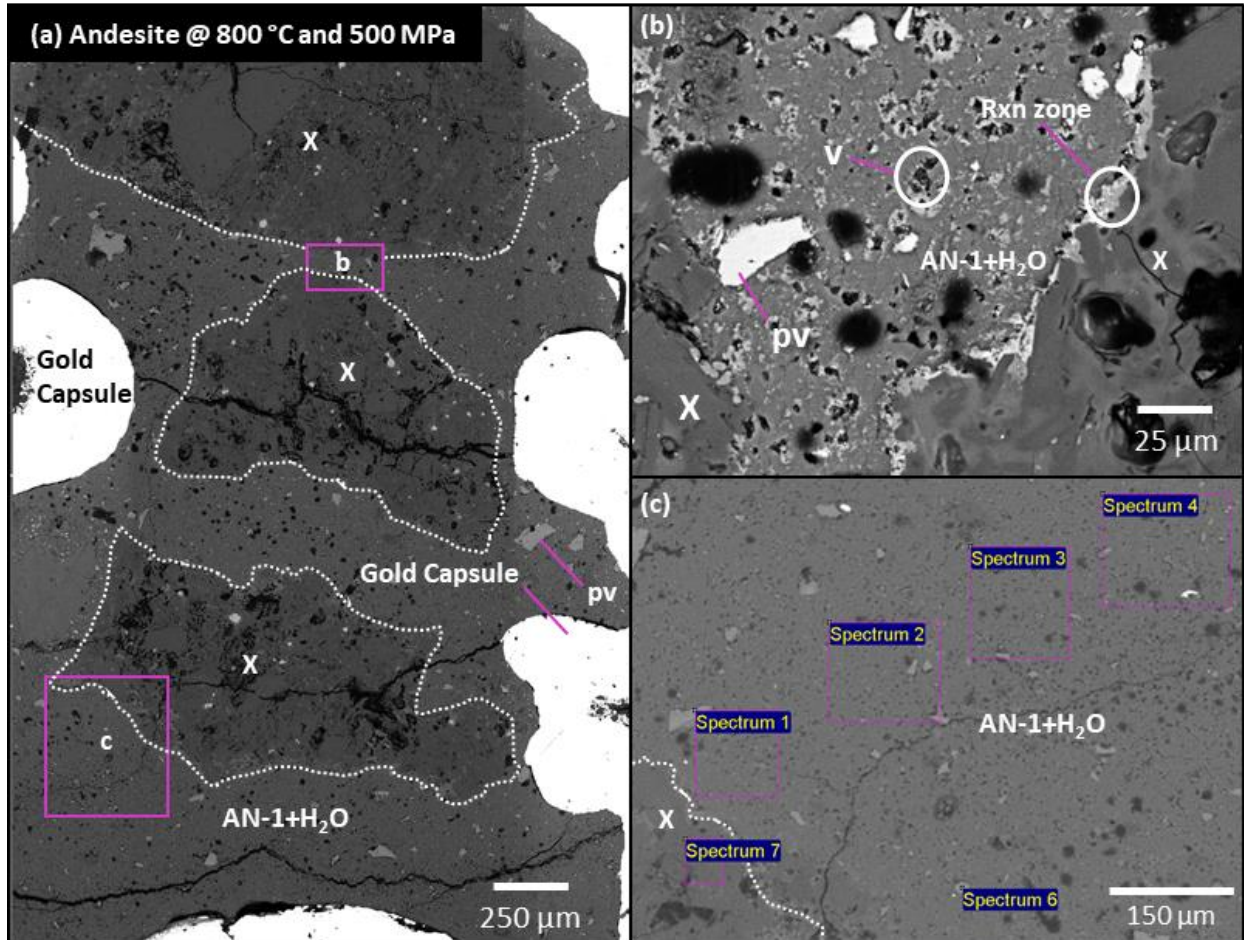 (a) Andesite @ 800 °C and 500 MPa
X
b
Gold
Capsule
X
Gold Capsule
pv
X
c
AN-1+H₂O
250 µm
(b)
Rxn zone
v
AN-1+H₂O
X
pv
X
25 µm
(c)
Spectrum 4
Spectrum 3
Spectrum 2
Spectrum 1
AN-1+H₂O
X
Spectrum 7
Spectrum 6
150 µm